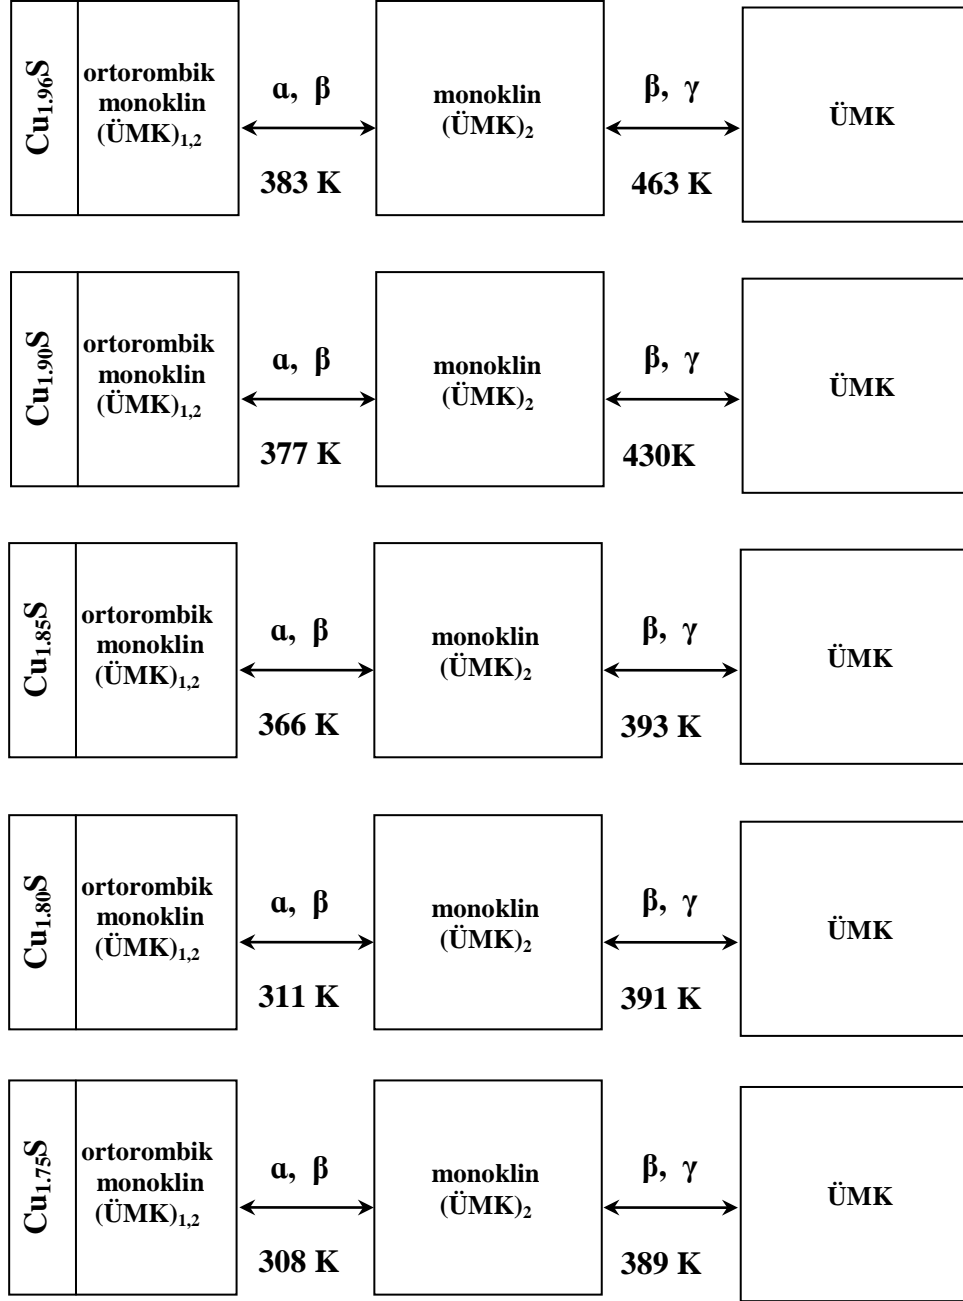 Cu1.96S
ortorombik
monoklin
(ÜMK)1,2
α, β
383 K
monoklin
(ÜMK)2
β, γ
463 K
ÜMK
Cu1.90S
ortorombik
monoklin
(ÜMK)1,2
α, β
377 K
monoklin
(ÜMK)2
β, γ
430K
ÜMK
Cu1.85S
ortorombik
monoklin
(ÜMK)1,2
α, β
366 K
monoklin
(ÜMK)2
β, γ
393 K
ÜMK
Cu1.80S
ortorombik
monoklin
(ÜMK)1,2
α, β
311 K
monoklin
(ÜMK)2
β, γ
391 K
ÜMK
Cu1.75S
ortorombik
monoklin
(ÜMK)1,2
α, β
308 K
monoklin
(ÜMK)2
β, γ
389 K
ÜMK